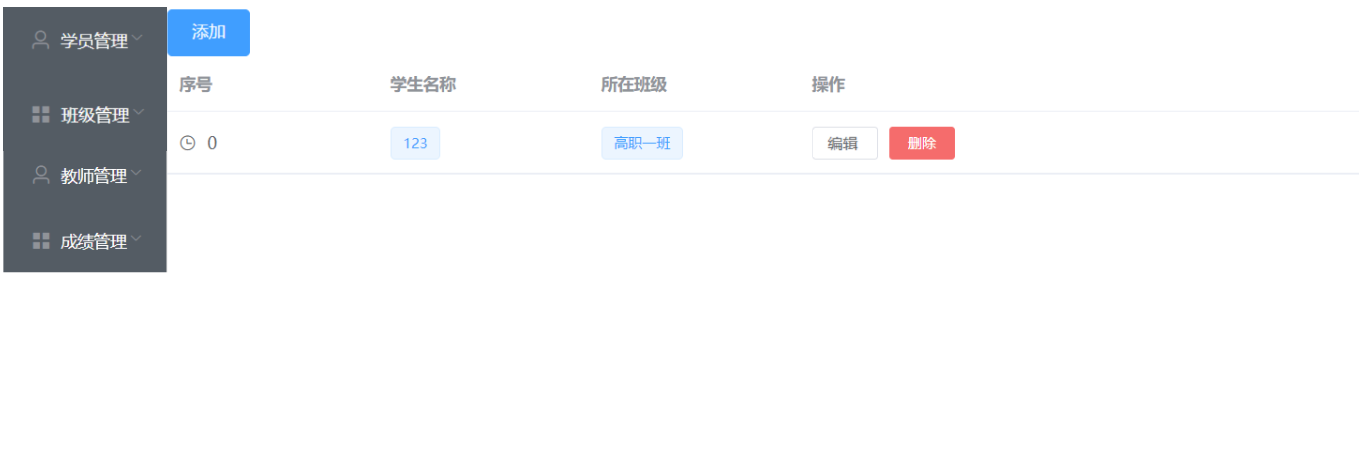 学员管理
班级管理
教师管理
成绩管理
添加
序号 学生名称 所在班级 操作
0 123 高职一班 编辑 删除